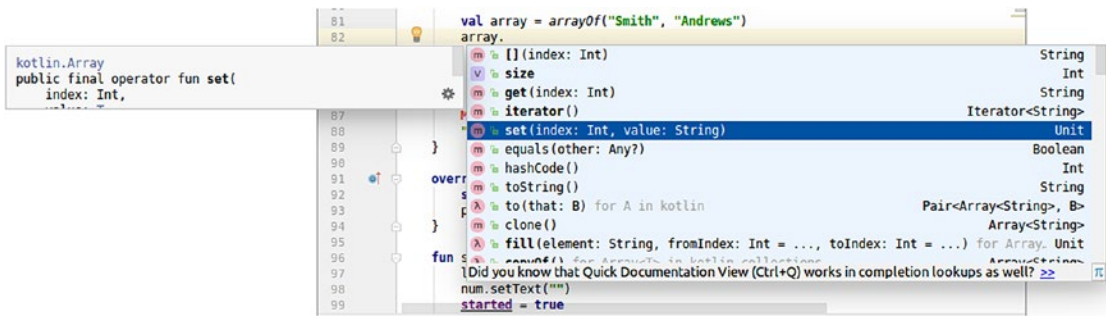 81 val array = arrayOf("Smith", "Andrews")
82 array.
kotlin.Array
public final operator fun set(
index: Int,
[](index: Int) String
size Int
get(index: Int) String
iterator() Iterator<String>
87
set(index: Int, value: String) Unit
88 "
89 } equals(other: Any?) Boolean
90 hashCode() Int
91 overr
toString() String
92 s
to(that: B) for A in kotlin Pair<Array<String>, B>
93
94 } clone() Array<String>
95 fill(element: String, fromIndex: Int = ..., toIndex: Int = ...) for Array… Unit
96 fun s
97 Did you know that Quick Documentation View (Ctrl+Q) works in completion lookups as well? >> π
98 num.setText("")
99 started = true